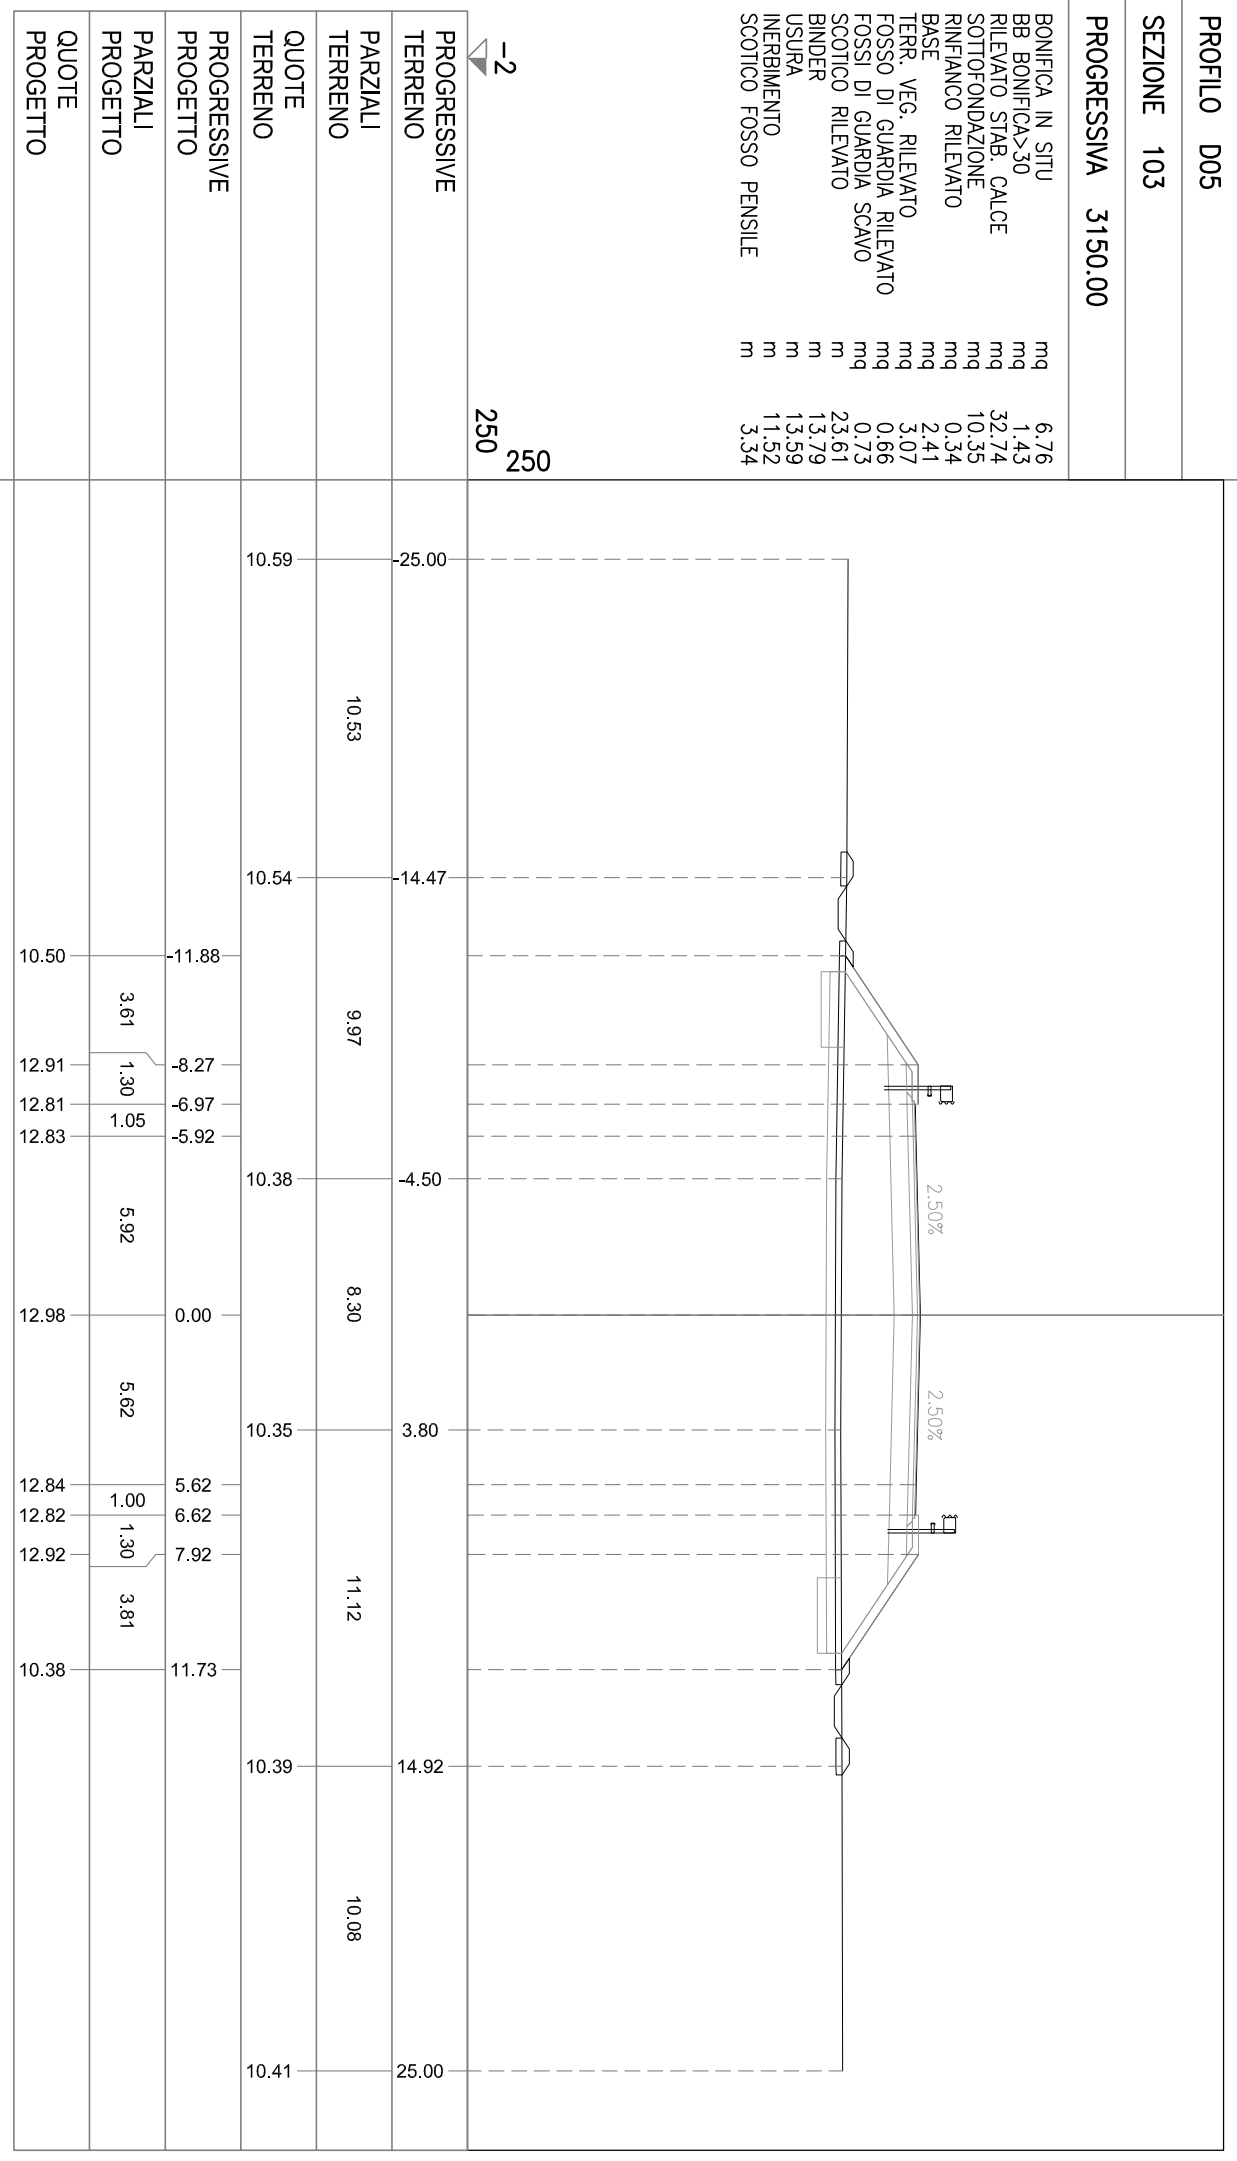 PROFILO D05
SEZIONE 103
PROGRESSIVA 3150.00
BONIFICA IN SITU mq 6.76
BB BONIFICA>30 mq 1.43
RILEVATO STAB. CALCE mq 32.74
SOTTOFONDAZIONE mq 10.35
RINFIANCO RILEVATO mq 0.34
BASE mq 2.41
TERR. VEG. RILEVATO mq 3.07
FOSSO DI GUARDIA RILEVATO mq 0.66
FOSSI DI GUARDIA SCAVO mq 0.73
SCOTICO RILEVATO m 23.61
BINDER m 13.79
USURA m 13.59
INERBIMENTO m 11.52
SCOTICO FOSSO PENSILE m 3.34
2.50% 2.50%
250
250
-2
PROGRESSIVE
TERRENO
-25.00 -14.47 -4.50 3.80 14.92 25.00
PARZIALI
TERRENO
10.53 9.97 8.30 11.12 10.08
QUOTE
TERRENO
10.59 10.54 10.38 10.35 10.39 10.41
PROGRESSIVE
PROGETTO
-11.88 -8.27 -6.97 -5.92 0.00 5.62 6.62 7.92 11.73
PARZIALI
PROGETTO
3.61 1.30 1.05 5.92 5.62 1.00 1.30 3.81
QUOTE
PROGETTO
10.50 12.91 12.81 12.83 12.98 12.84 12.82 12.92 10.38